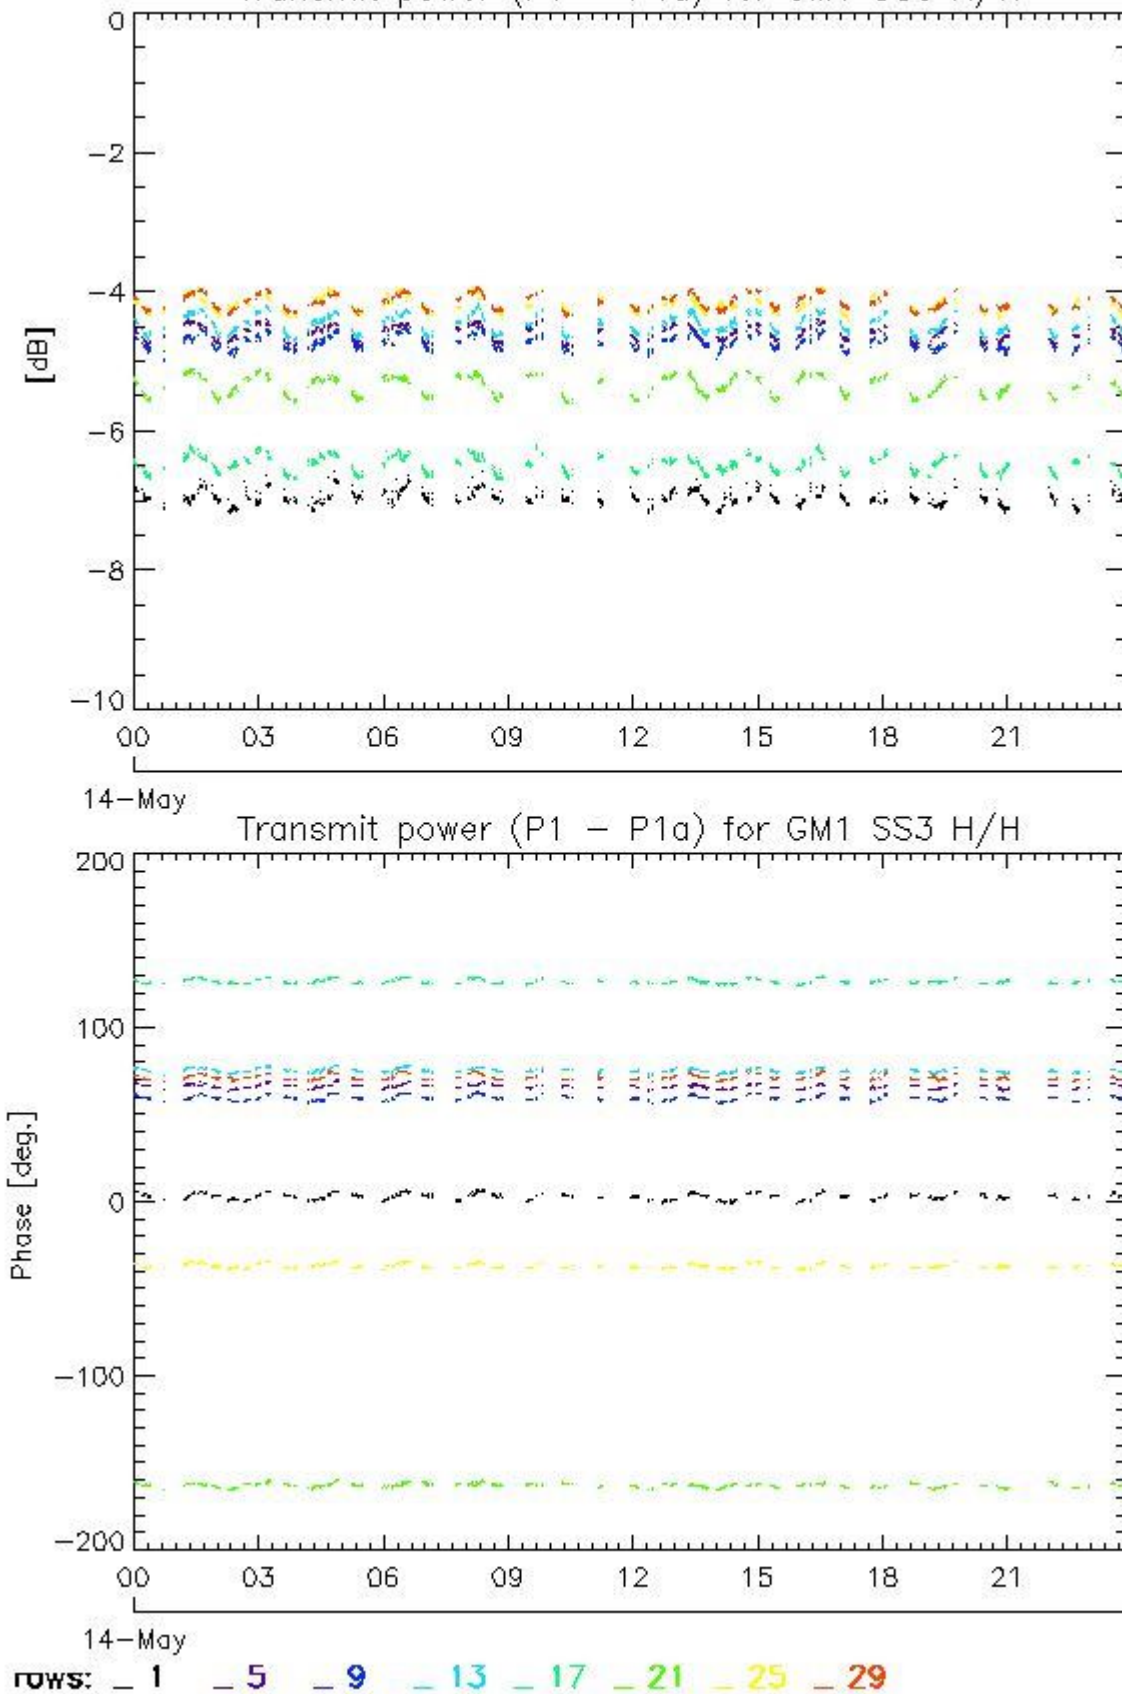 0
−2
−4
−6
−8
−10
[dB]
00 03 06 09 12 15 18 21
14−May
Transmit power (P1 − P1a) for GM1 SS3 H/H
200
100
0
−100
−200
Phase [deg.]
00 03 06 09 12 15 18 21
14−May
rows: _ 1 _ 5 _ 9 _ 13 _ 17 _ 21 _ 25 _ 29